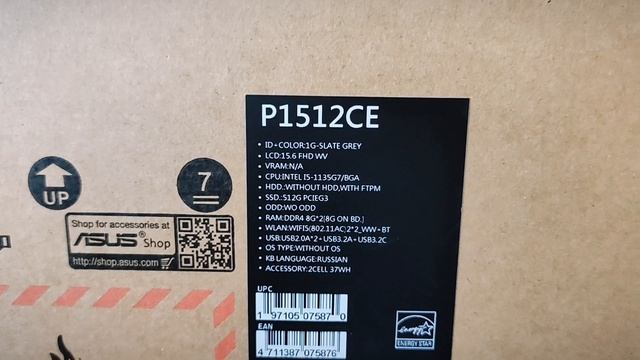 P1512CE
• ID+COLOR:1G-SLATE GREY
• LCD:15.6 FHD WV
• VRAM:N/A
• CPU:INTEL I5-1135G7/BGA
• HDD.:WITHOUT HDD,WITH FTPM
• SSD.:512G PCIEG3
• ODD:WO ODD
• RAM:DDR4 8G*2(8G ON BD.)
• WLAN:WIFI5(802.11AC)2*2_WW+BT
• USB:USB2.0A*2+USB3.2A+USB3.2C
• OS TYPE:WITHOUT OS
• KB LANGUAGE:RUSSIAN
• ACCESSORY:2CELL 37WH
UPC
1 97105 07587 0
EAN
4 711387 075876
energy
ENERGY STAR
UP
7
Shop for accessories at
ASUS® Shop
http://shop.asus.com